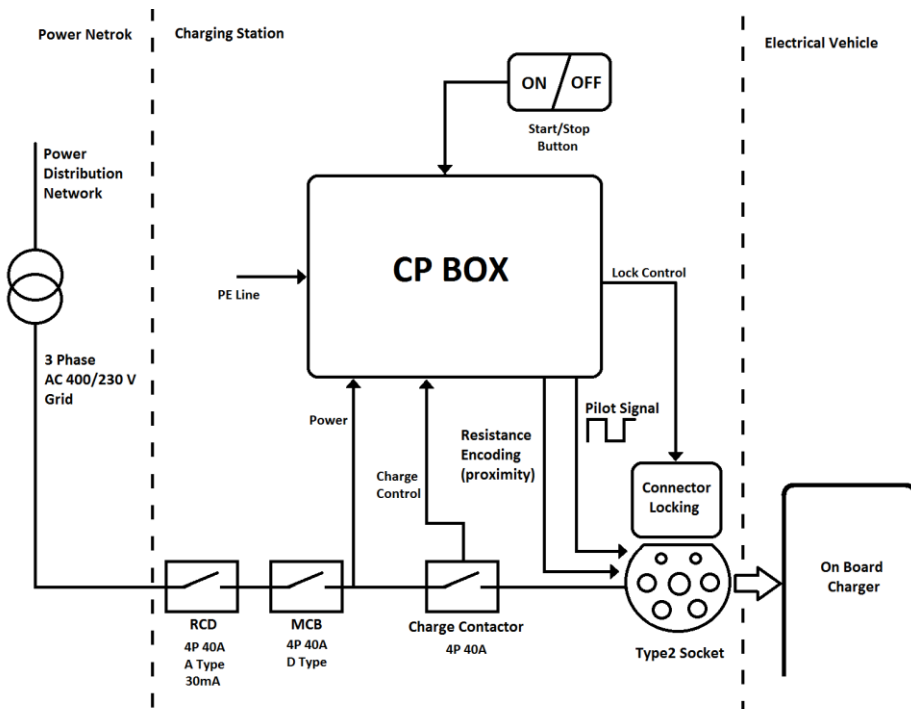 Power Netrok
Charging Station
Electrical Vehicle
ON / OFF
Start/Stop
Button
Power
Distribution
Network
CP BOX
PE Line
Lock Control
3 Phase
AC 400/230 V
Grid
Power
Charge
Control
Resistance
Encoding
(proximity)
Pilot Signal
Connector
Locking
On Board
Charger
RCD
4P 40A
A Type
30mA
MCB
4P 40A
D Type
Charge Contactor
4P 40A
Type2 Socket